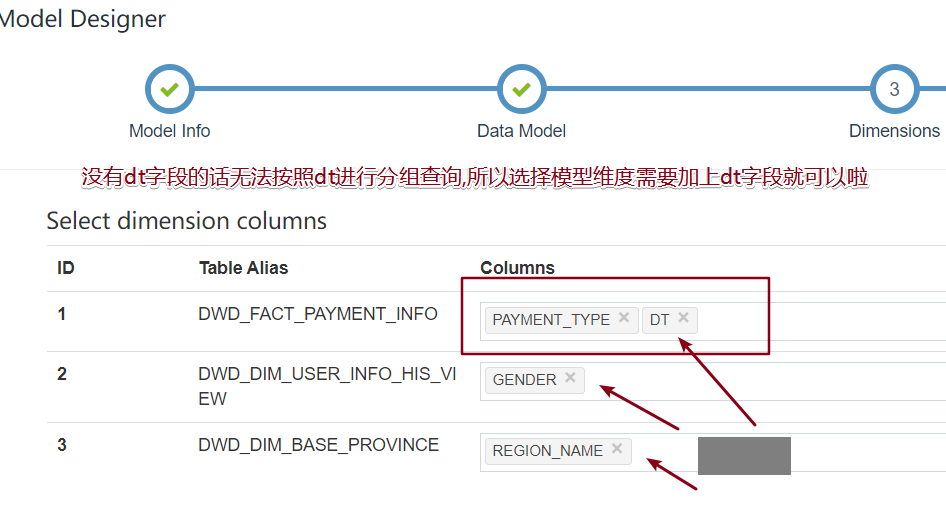 Model Designer
3
Model Info
Data Model
Dimensions
没有dt字段的话无法按照dt进行分组查询,所以选择模型维度需要加上dt字段就可以啦
Select dimension columns
ID Table Alias Columns
1 DWD_FACT_PAYMENT_INFO PAYMENT_TYPE × DT ×
2 DWD_DIM_USER_INFO_HIS_VI
EW GENDER ×
3 DWD_DIM_BASE_PROVINCE REGION_NAME ×